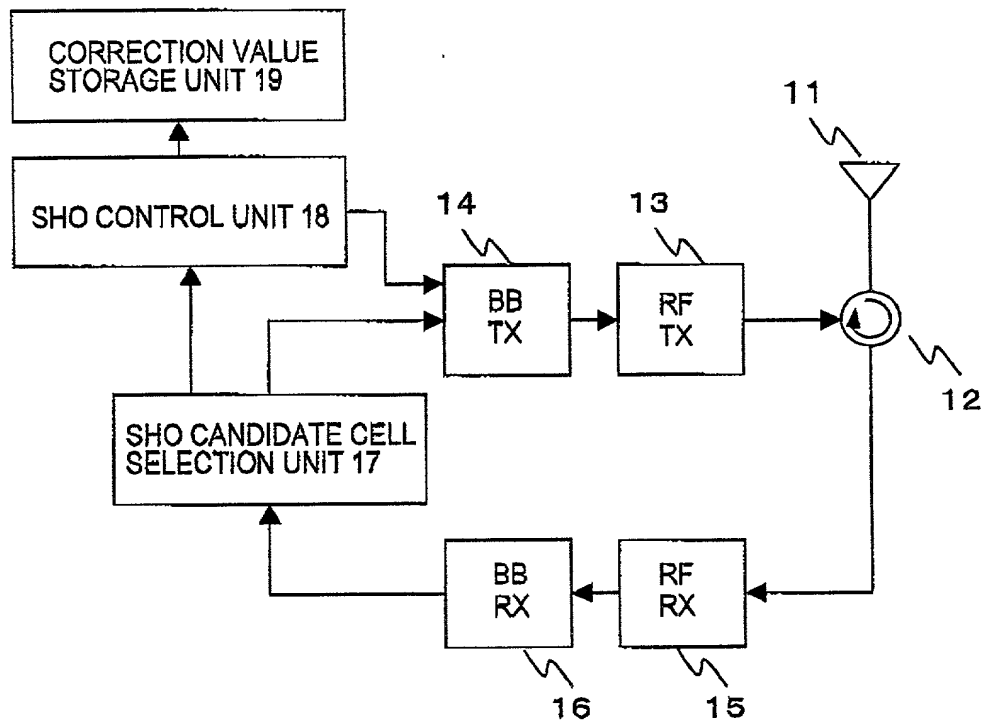 CORRECTION VALUE
STORAGE UNIT 19
11
SHO CONTROL UNIT 18
14
13
BB
TX
RF
TX
12
SHO CANDIDATE CELL
SELECTION UNIT 17
BB
RX
RF
RX
16
15